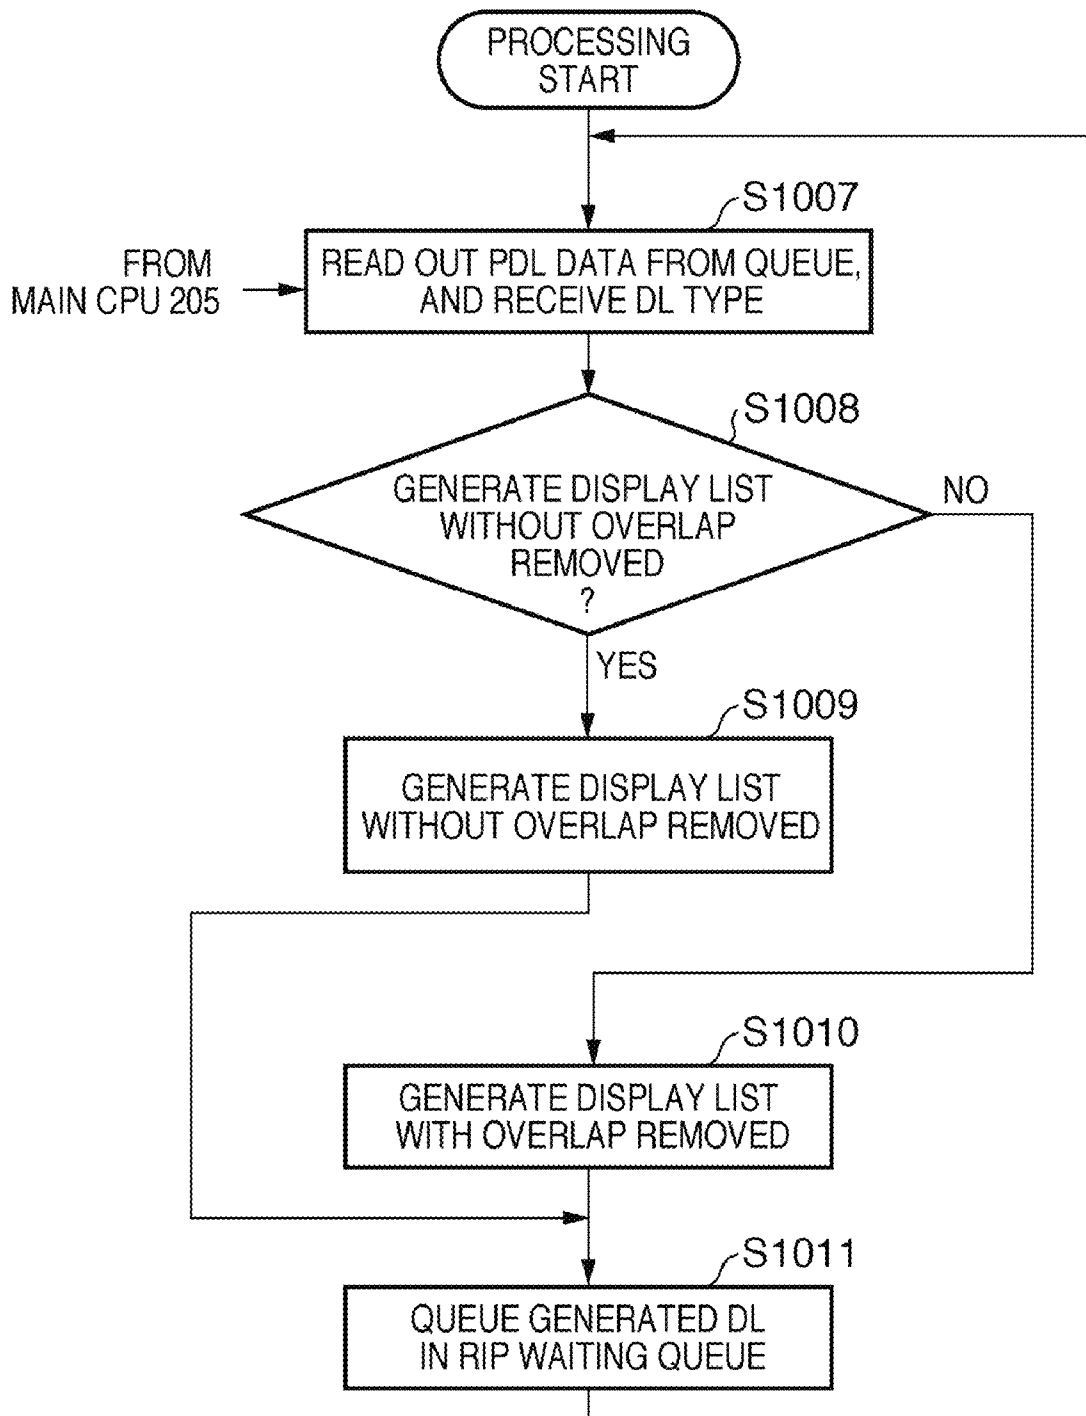 PROCESSING
START
S1007
FROM
MAIN CPU 205
READ OUT PDL DATA FROM QUEUE,
AND RECEIVE DL TYPE
S1008
GENERATE DISPLAY LIST
WITHOUT OVERLAP
REMOVED
?
NO
YES
S1009
GENERATE DISPLAY LIST
WITHOUT OVERLAP REMOVED
S1010
GENERATE DISPLAY LIST
WITH OVERLAP REMOVED
S1011
QUEUE GENERATED DL
IN RIP WAITING QUEUE